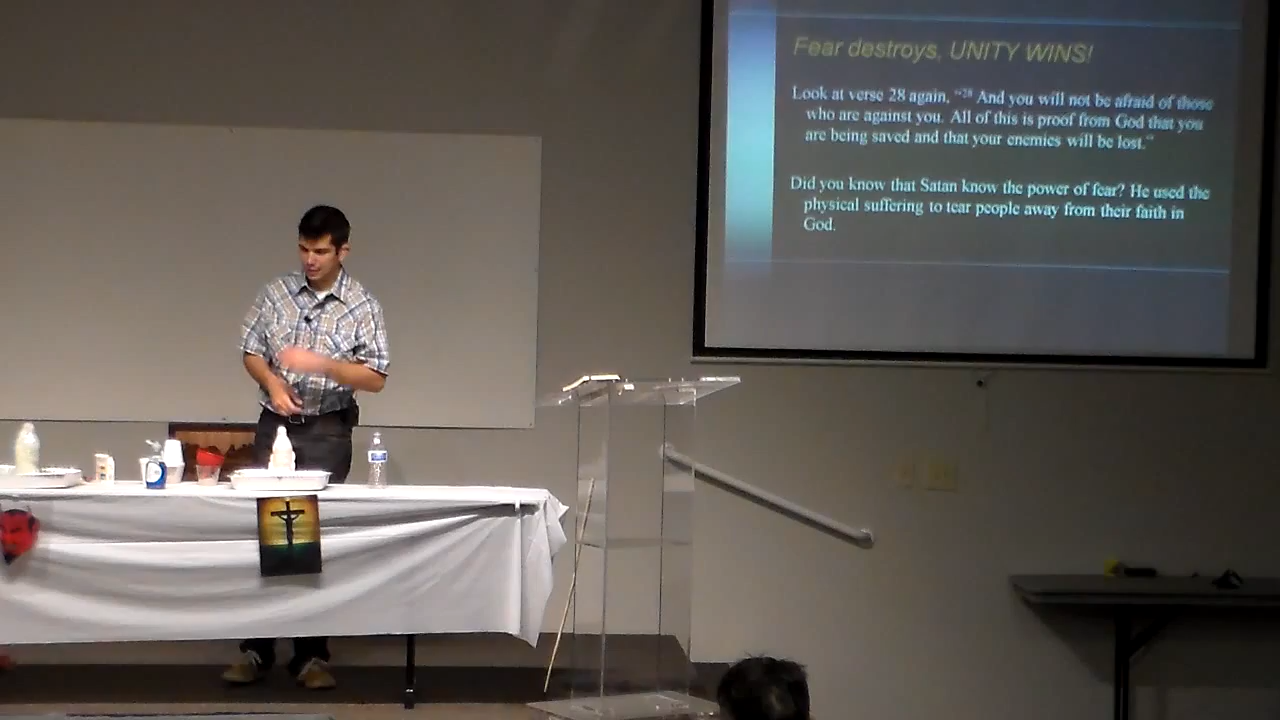 Fear destroys, UNITY WINS!
Look at verse 28 again, "28 And you will not be afraid of those
who are against you. All of this is proof from God that you
are being saved and that your enemies will be lost."
Did you know that Satan know the power of fear? He used the
physical suffering to tear people away from their faith in
God.